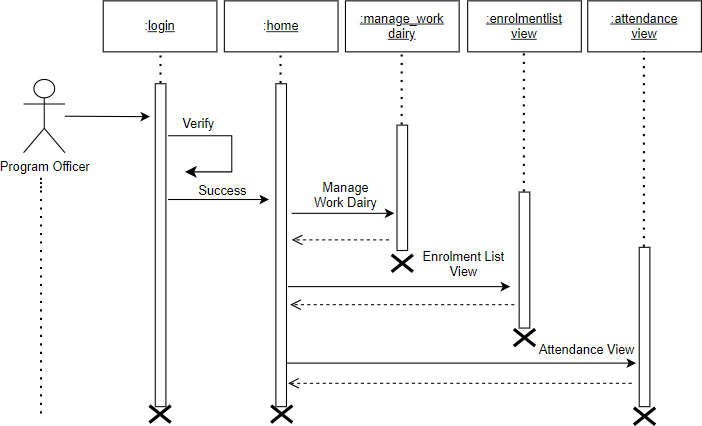 :login
:home
:manage_work
dairy
:enrolmentlist
view
:attendance
view
Verify
Program Officer
Success
Manage
Work Dairy
Enrolment List
View
Attendance View